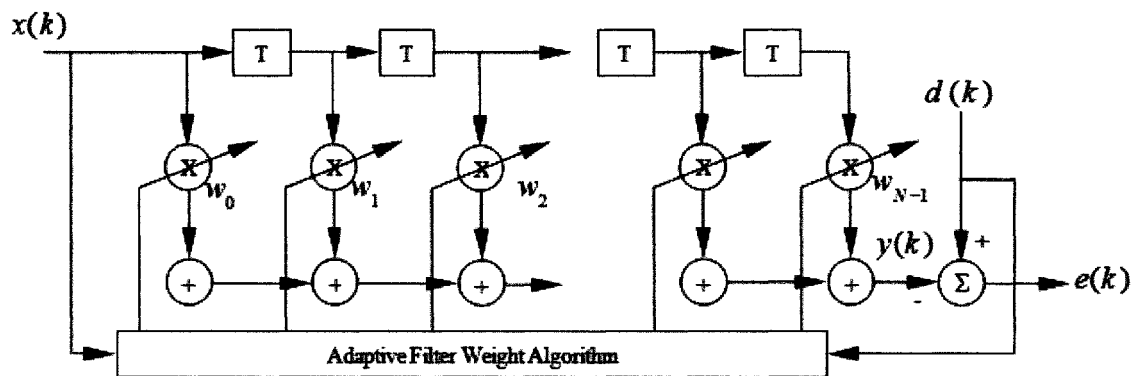 x(k)
T
T
T
T
d(k)
X
X
X
X
X
w0
w1
w2
wN-1
y(k)
+
+
+
+
+
+
-
Σ
e(k)
Adaptive Filter Weight Algorithm